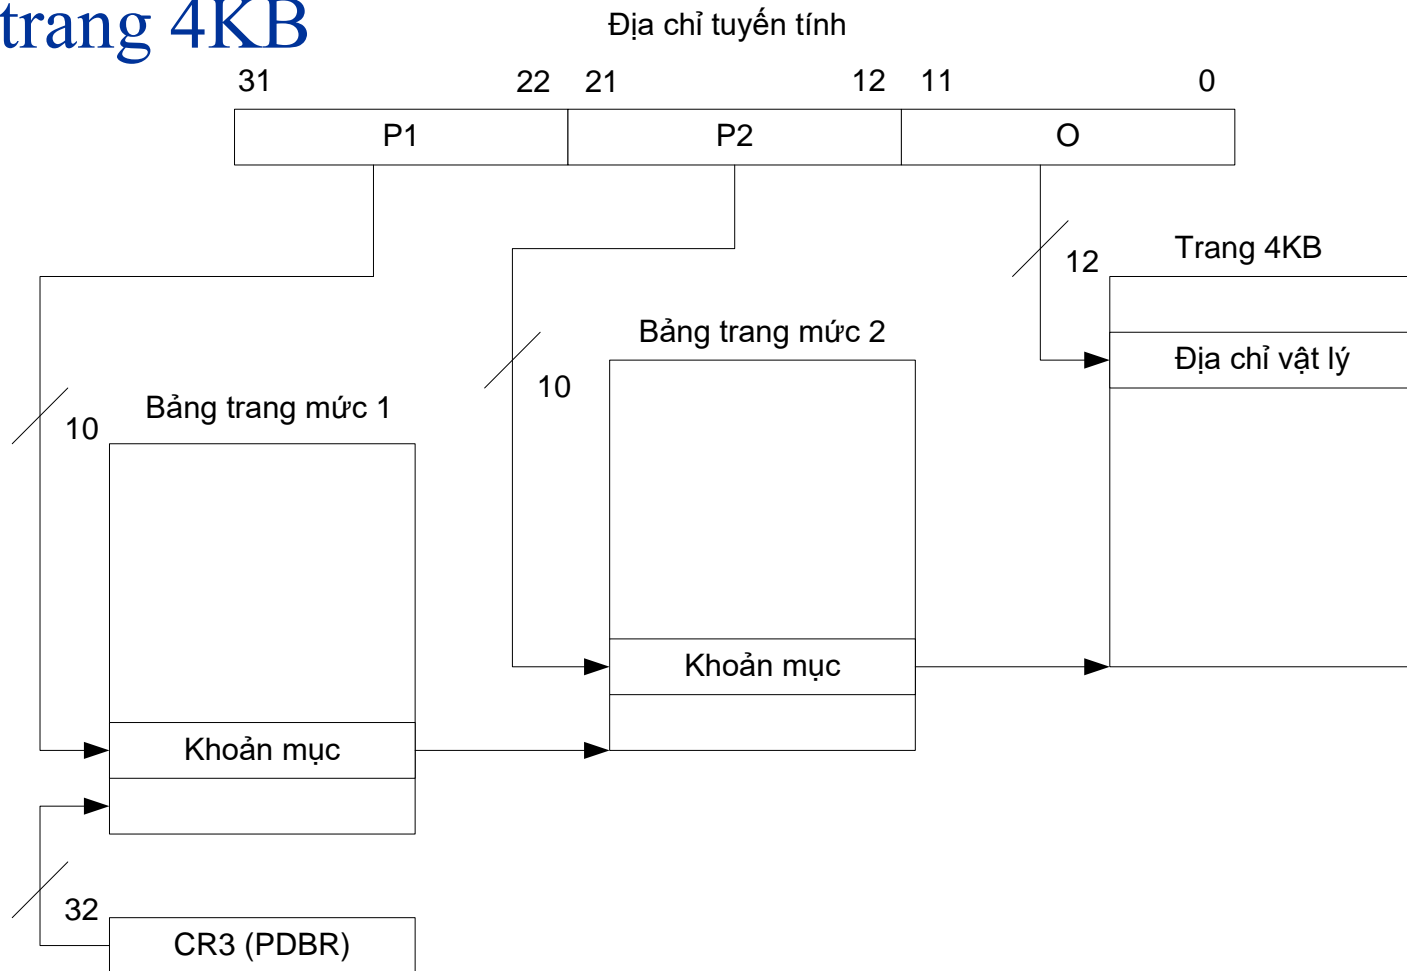 trang 4KB
Địa chỉ tuyến tính
31 22 21 12 11 0
P1 P2 O
12
Trang 4KB
Địa chỉ vật lý
Bảng trang mức 2
10
Bảng trang mức 1
10
Khoản mục
Khoản mục
32
CR3 (PDBR)